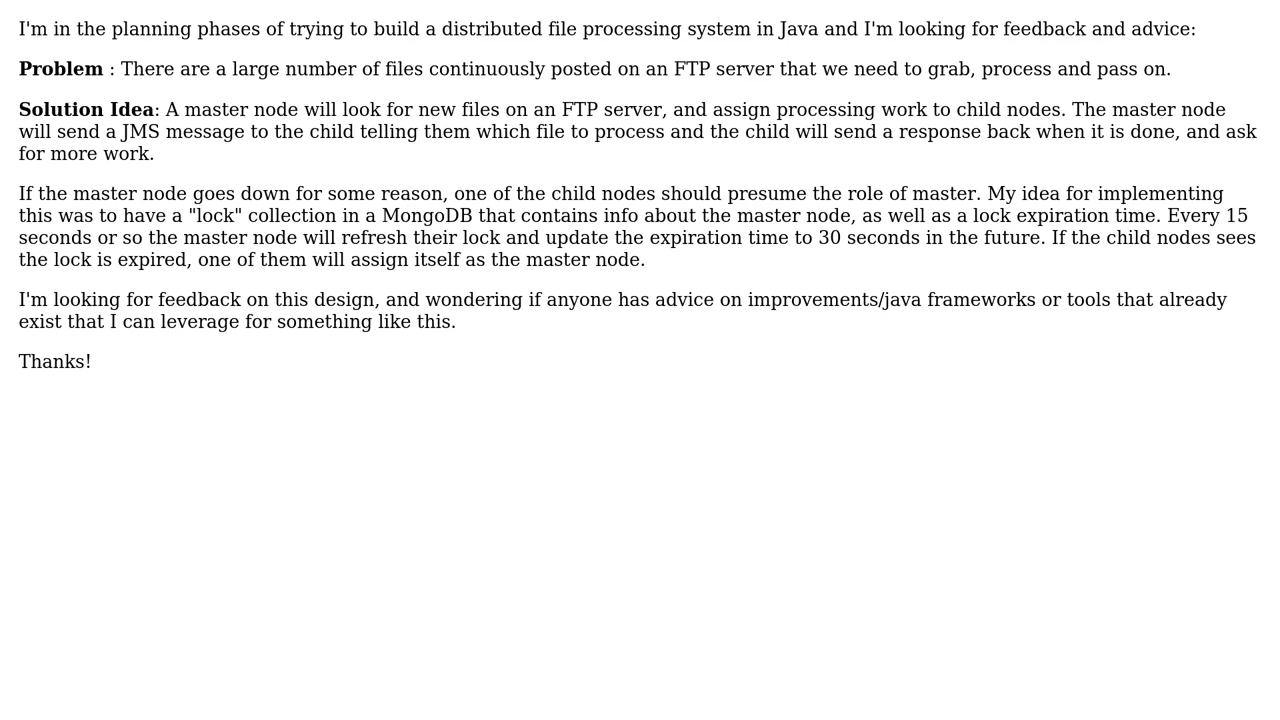 I'm in the planning phases of trying to build a distributed file processing system in Java and I'm looking for feedback and advice:
Problem : There are a large number of files continuously posted on an FTP server that we need to grab, process and pass on.
Solution Idea: A master node will look for new files on an FTP server, and assign processing work to child nodes. The master node
will send a JMS message to the child telling them which file to process and the child will send a response back when it is done, and ask
for more work.
If the master node goes down for some reason, one of the child nodes should presume the role of master. My idea for implementing
this was to have a "lock" collection in a MongoDB that contains info about the master node, as well as a lock expiration time. Every 15
seconds or so the master node will refresh their lock and update the expiration time to 30 seconds in the future. If the child nodes sees
the lock is expired, one of them will assign itself as the master node.
I'm looking for feedback on this design, and wondering if anyone has advice on improvements/java frameworks or tools that already
exist that I can leverage for something like this.
Thanks!